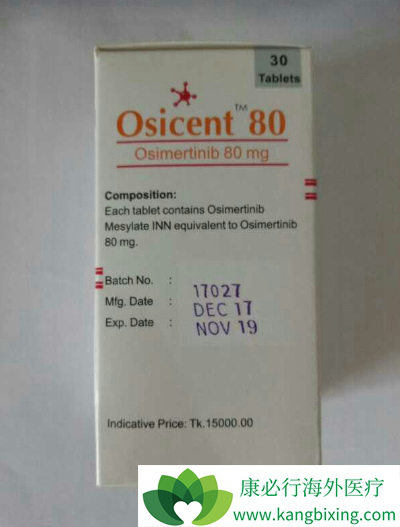 30
Tablets
Osicent™ 80
Osimertinib 80 mg
Composition:
Each tablet contains Osimertinib
Mesylate INN equivalent to Osimertinib
80 mg.
Batch No. : 17027
Mfg. Date : DEC 17
Exp. Date : NOV 19
Indicative Price: Tk.15000.00
康必行海外医疗
www.kangbixing.com